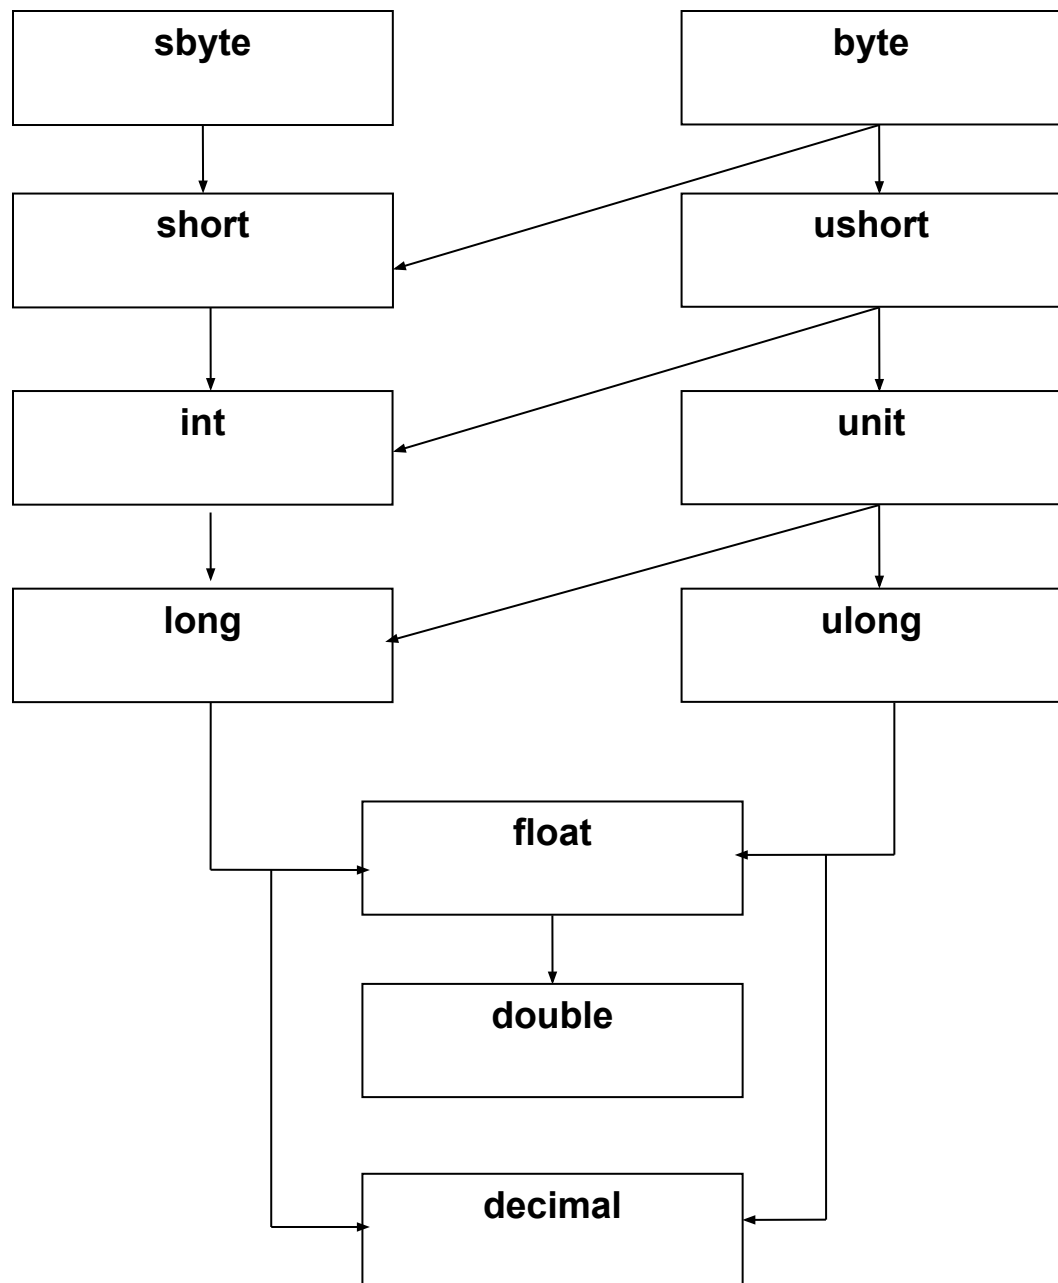 sbyte
byte
short
ushort
int
unit
long
ulong
float
double
decimal